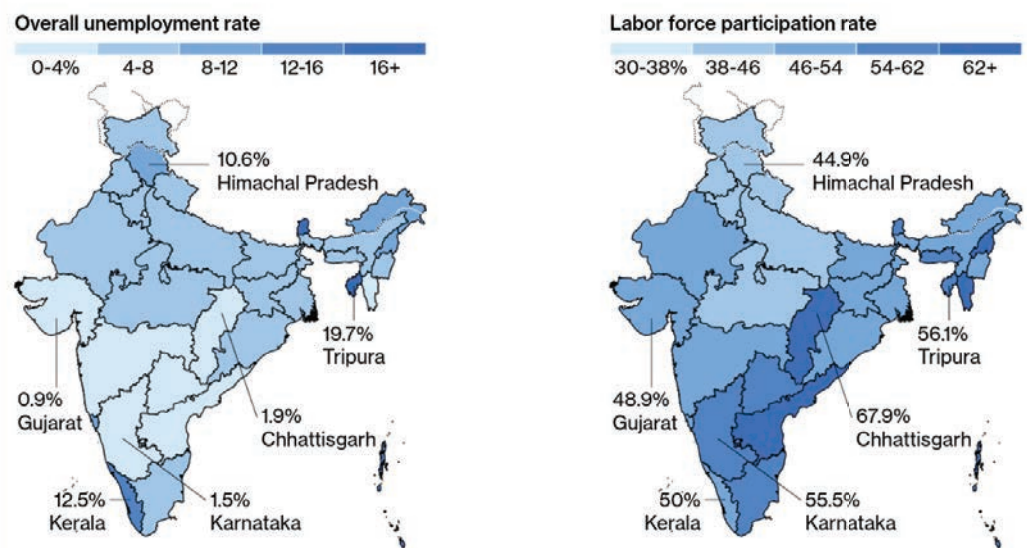 Overall unemployment rate
0-4% 4-8 8-12 12-16 16+
10.6%
Himachal Pradesh
19.7%
Tripura
0.9%
Gujarat
1.9%
Chhattisgarh
12.5%
Kerala
1.5%
Karnataka
Labor force participation rate
30-38% 38-46 46-54 54-62 62+
44.9%
Himachal Pradesh
56.1%
Tripura
48.9%
Gujarat
67.9%
Chhattisgarh
50%
Kerala
55.5%
Karnataka